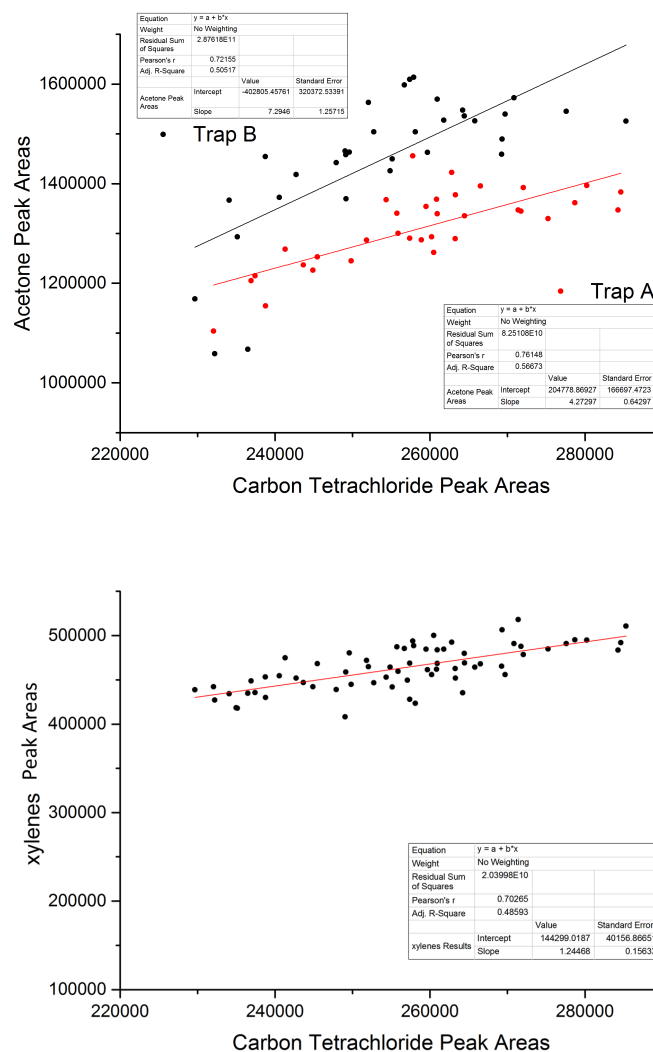 Equation y = a + b*x
Weight No Weighting
Residual Sum of Squares 2.87618E11
Pearson's r 0.72155
Adj. R-Square 0.50517
Value Standard Error
Acetone Peak Areas Intercept -402805.45761 320372.53391
Slope 7.2946 1.25715
Trap B
Trap A
Equation y = a + b*x
Weight No Weighting
Residual Sum of Squares 8.25108E10
Pearson's r 0.76148
Adj. R-Square 0.56673
Value Standard Error
Acetone Peak Areas Intercept 204778.86927 166697.4723
Slope 4.27297 0.64297
1600000
1400000
1200000
1000000
Acetone Peak Areas
220000 240000 260000 280000
Carbon Tetrachloride Peak Areas
500000
400000
300000
200000
100000
xylenes Peak Areas
Equation y = a + b*x
Weight No Weighting
Residual Sum of Squares 2.03998E10
Pearson's r 0.70265
Adj. R-Square 0.48593
Value Standard Error
xylenes Results Intercept 144299.0187 40156.8665
Slope 1.24468 0.1563
220000 240000 260000 280000
Carbon Tetrachloride Peak Areas